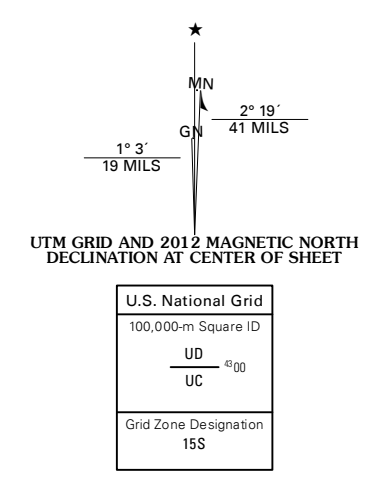 ★
MN
GN
2° 19´
41 MILS
1° 3´
19 MILS
UTM GRID AND 2012 MAGNETIC NORTH
DECLINATION AT CENTER OF SHEET
U.S. National Grid
100,000-m Square ID
UD
4300
UC
Grid Zone Designation
15S